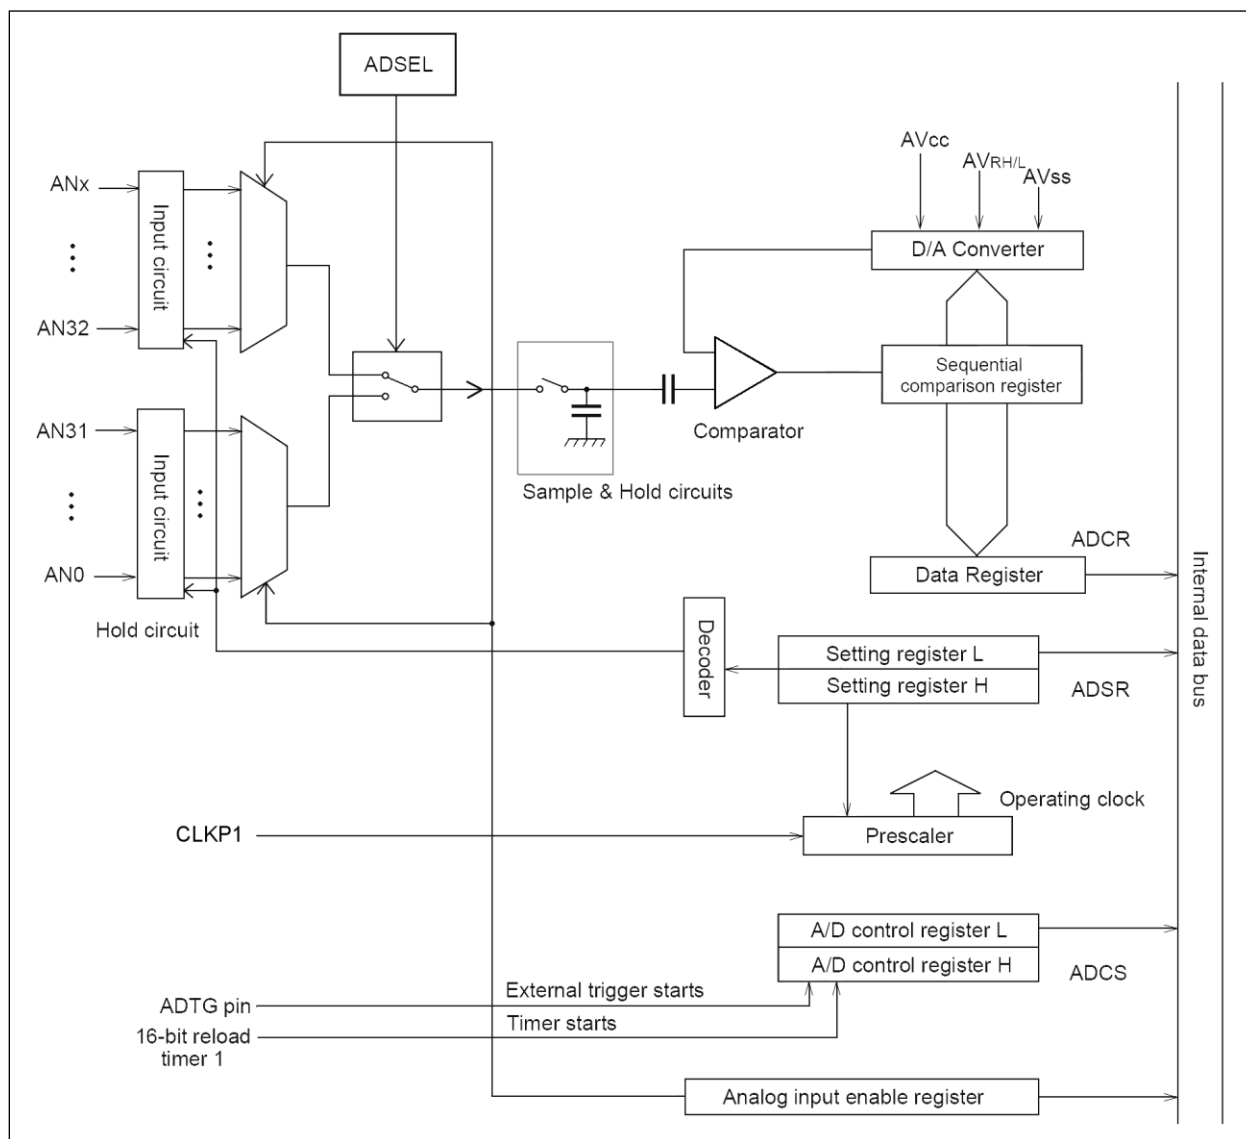 ADSEL
AVcc
AVRH/L
AVss
ANx
Input circuit
D/A Converter
AN32
Sequential
comparison register
Comparator
AN31
Input circuit
Sample & Hold circuits
ADCR
AN0
Data Register
Hold circuit
Decoder
Setting register L
Setting register H
ADSR
Internal data bus
Operating clock
CLKP1
Prescaler
A/D control register L
A/D control register H
ADCS
External trigger starts
ADTG pin
Timer starts
16-bit reload
timer 1
Analog input enable register